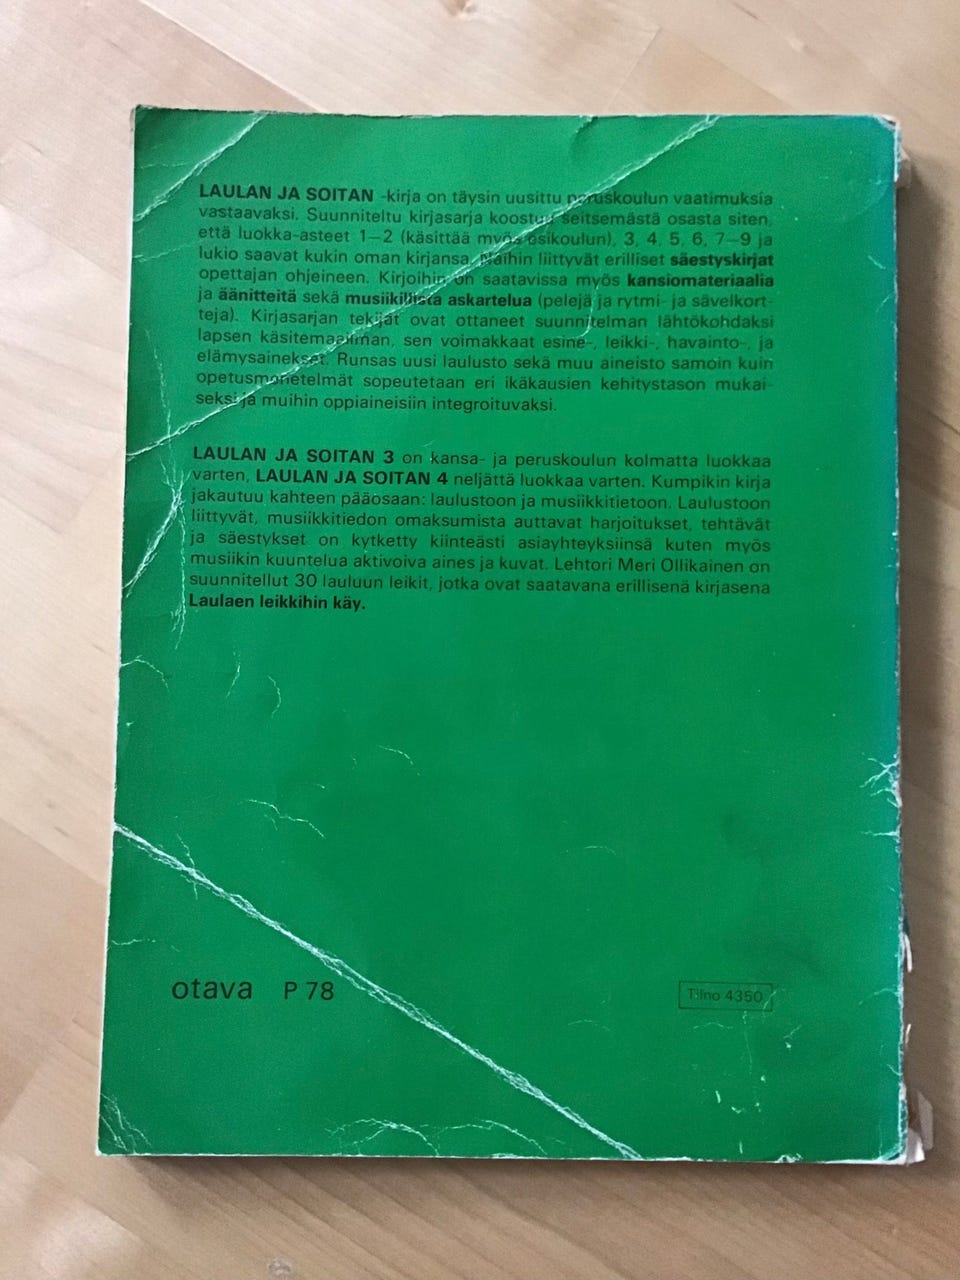 LAULAN JA SOITAN -kirja on täysin uusittu peruskoulun vaatimuksia
vastaavaksi. Suunniteltu kirjasarja koostuu seitsemästä osasta siten,
että luokka-asteet 1–2 (käsittää myös esikoulun), 3, 4, 5, 6, 7–9 ja
lukio saavat kukin oman kirjansa. Näihin liittyvät erilliset säestyskirjat
opettajan ohjeineen. Kirjoihin on saatavissa myös kansiomateriaalia
ja äänitteitä sekä musiikillista askartelua (pelejä ja rytmi- ja sävelkort-
teja). Kirjasarjan tekijät ovat ottaneet suunnitelman lähtökohdaksi
lapsen käsitemaailman, sen voimakkaat esine-, leikki-, havainto-, ja
elämysainekset. Runsas uusi laulusto sekä muu aineisto samoin kuin
opetusmenetelmät sopeutetaan eri ikäkausien kehitystason mukai-
seksi ja muihin oppiaineisiin integroituvaksi.
LAULAN JA SOITAN 3 on kansa- ja peruskoulun kolmatta luokkaa
varten, LAULAN JA SOITAN 4 neljättä luokkaa varten. Kumpikin kirja
jakautuu kahteen pääosaan: laulustoon ja musiikkitietoon. Laulustoon
liittyvät, musiikkitiedon omaksumista auttavat harjoitukset, tehtävät
ja säestykset on kytketty kiinteästi asiayhteyksiinsä kuten myös
musiikin kuuntelua aktivoiva aines ja kuvat. Lehtori Meri Ollikainen on
suunnitellut 30 lauluun leikit, jotka ovat saatavana erillisenä kirjasena
Laulaen leikkihin käy.
otava P 78
Tilno 4350